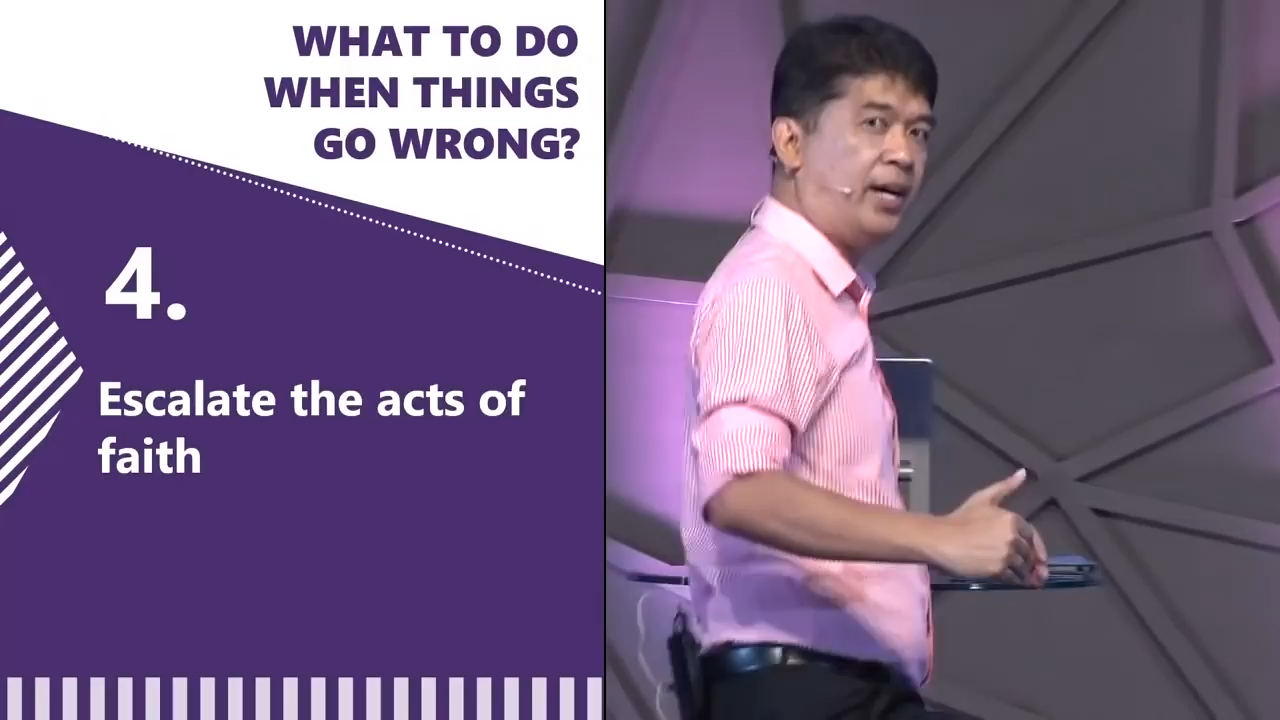 WHAT TO DO
WHEN THINGS
GO WRONG?
4.
Escalate the acts of
faith